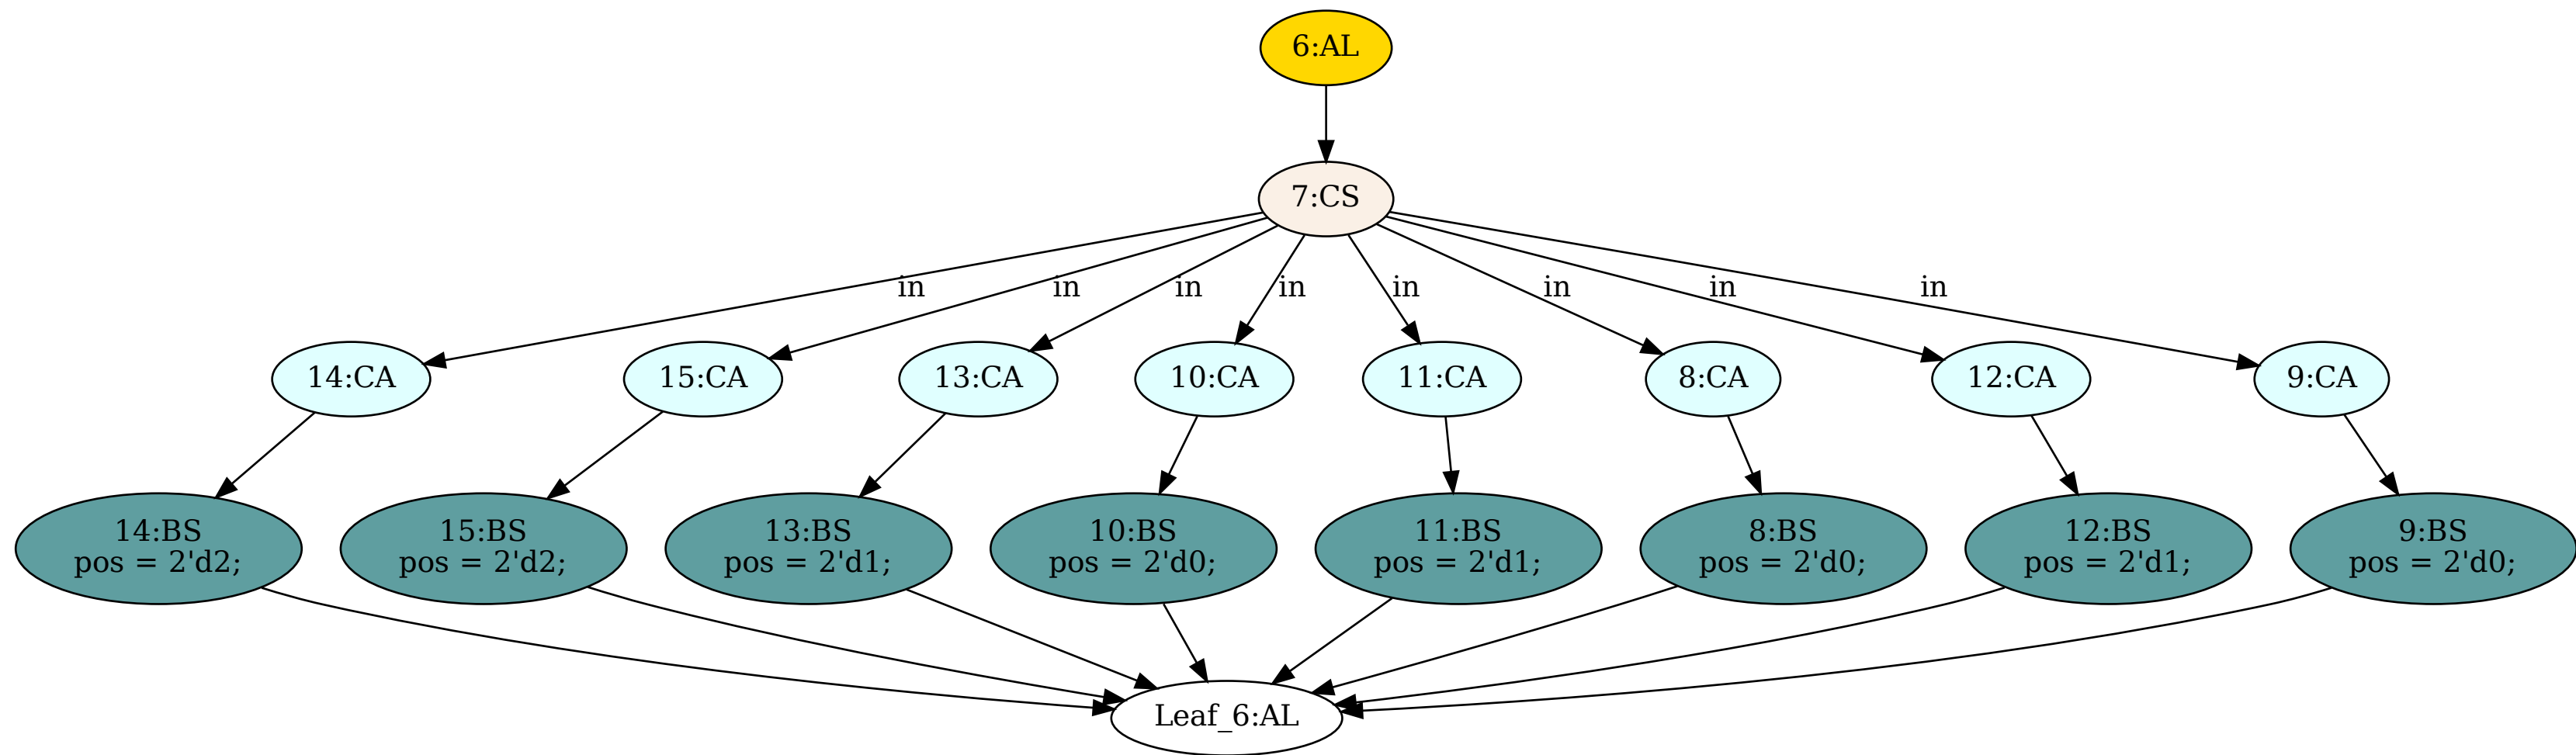 6:AL
7:CS
in
in
in
in
in
in
in
in
14:CA
15:CA
13:CA
10:CA
11:CA
8:CA
12:CA
9:CA
14:BS
pos = 2'd2;
15:BS
pos = 2'd2;
13:BS
pos = 2'd1;
10:BS
pos = 2'd0;
11:BS
pos = 2'd1;
8:BS
pos = 2'd0;
12:BS
pos = 2'd1;
9:BS
pos = 2'd0;
Leaf_6:AL